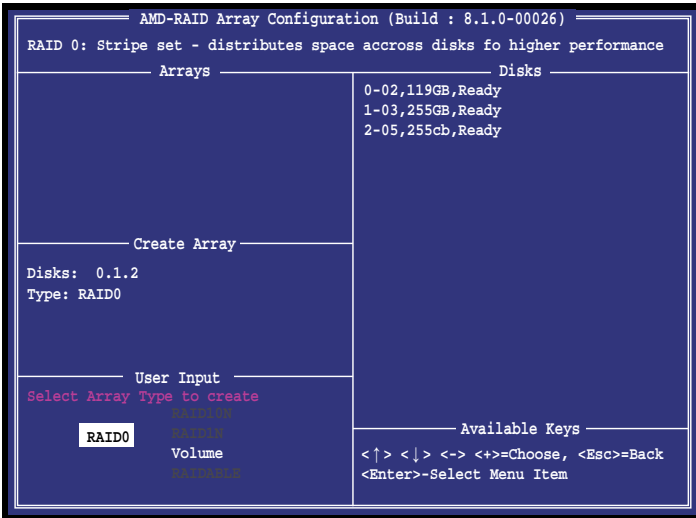 AMD-RAID Array Configuration (Build : 8.1.0-00026)
RAID 0: Stripe set - distributes space accross disks fo higher performance
Arrays
Disks
0-02,119GB,Ready
1-03,255GB,Ready
2-05,255cb,Ready
Create Array
Disks: 0.1.2
Type: RAID0
User Input
Select Array Type to create
RAID0
RAID10N
RAID1N
Volume
RAIDABLE
Available Keys
<↑> <↓> <-> <+>=Choose, <Esc>=Back
<Enter>-Select Menu Item